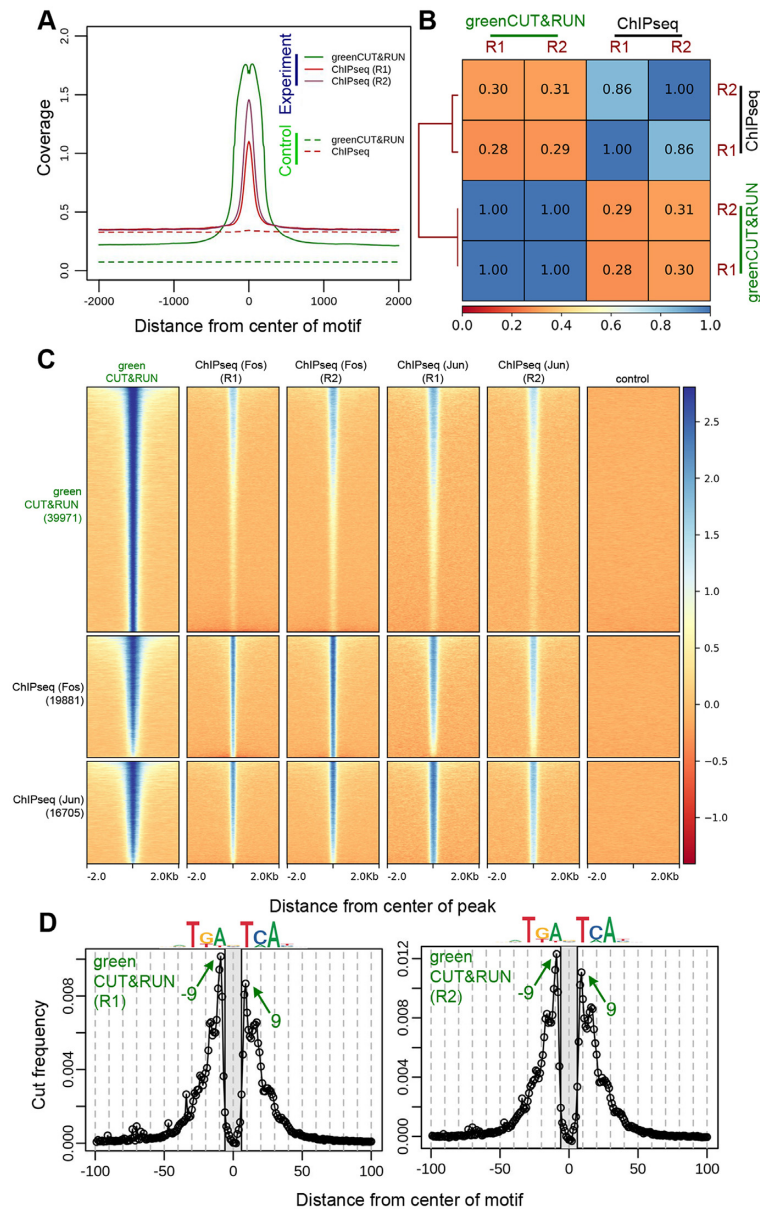 A
2.0
1.5
1.0
0.5
0.0
Coverage
Experiment
greenCUT&RUN
ChIPseq (R1)
ChIPseq (R2)
Control
greenCUT&RUN
ChIPseq
-2000 -1000 0 1000 2000
Distance from center of motif
B
greenCUT&RUN ChIPseq
R1 R2 R1 R2
0.30 0.31 0.86 1.00 R2
0.28 0.29 1.00 0.86 R1
1.00 1.00 0.29 0.31 R2
1.00 1.00 0.28 0.30 R1
ChIPseq
greenCUT&RUN
0.0 0.2 0.4 0.6 0.8 1.0
C
green
CUT&RUN
ChIPseq (Fos)
(R1)
ChIPseq (Fos)
(R2)
ChIPseq (Jun)
(R1)
ChIPseq (Jun)
(R2)
control
green
CUT&RUN
(39971)
ChIPseq (Fos)
(19881)
ChIPseq (Jun)
(16705)
2.5
2.0
1.5
1.0
0.5
0.0
−0.5
−1.0
-2.0 2.0Kb -2.0 2.0Kb -2.0 2.0Kb -2.0 2.0Kb -2.0 2.0Kb -2.0 2.0Kb
Distance from center of peak
D
TGA TCA
green
CUT&RUN
(R1)
-9
9
0.008
0.004
0.000
Cut frequency
-100 -50 0 50 100
TGA TCA
green
CUT&RUN
(R2)
-9
9
0.012
0.008
0.004
0.000
-100 -50 0 50 100
Distance from center of motif